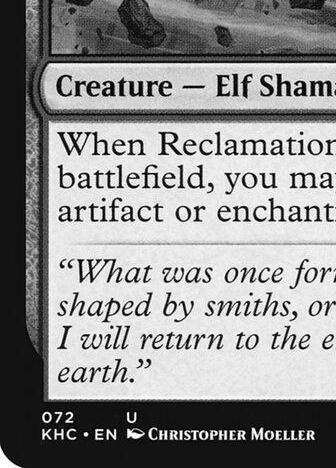 Creature — Elf Shama
When Reclamation
battlefield, you ma
artifact or enchant
“What was once for
shaped by smiths, or
I will return to the e
earth.”
072 U
KHC • EN Christopher Moeller